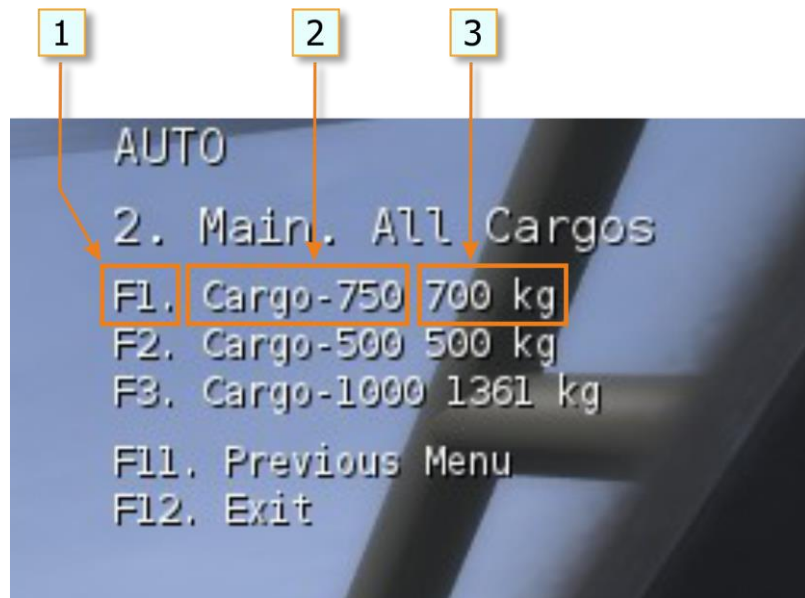 1 2 3
AUTO
2. Main. All Cargos
F1. Cargo-750 700 kg
F2. Cargo-500 500 kg
F3. Cargo-1000 1361 kg
F11. Previous Menu
F12. Exit